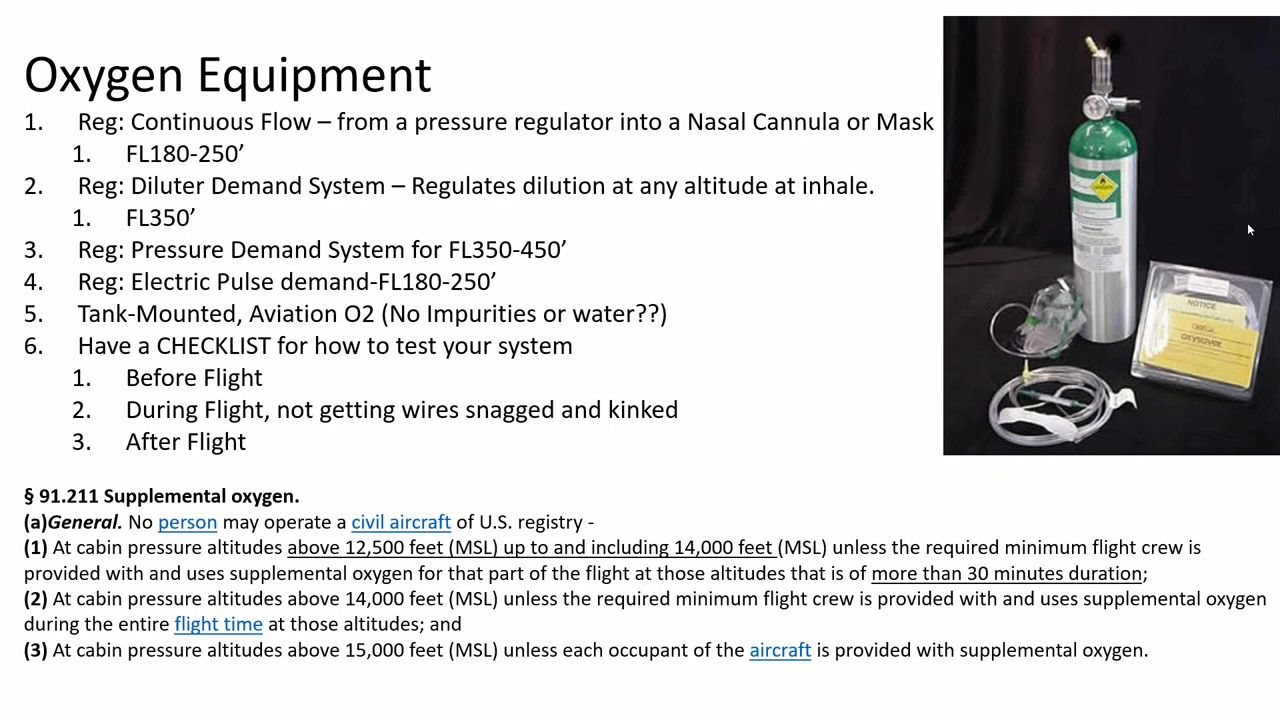 Oxygen Equipment
1. Reg: Continuous Flow – from a pressure regulator into a Nasal Cannula or Mask
1. FL180-250’
2. Reg: Diluter Demand System – Regulates dilution at any altitude at inhale.
1. FL350’
3. Reg: Pressure Demand System for FL350-450’
4. Reg: Electric Pulse demand-FL180-250’
5. Tank-Mounted, Aviation O2 (No Impurities or water??)
6. Have a CHECKLIST for how to test your system
1. Before Flight
2. During Flight, not getting wires snagged and kinked
3. After Flight
§ 91.211 Supplemental oxygen.
(a)General. No person may operate a civil aircraft of U.S. registry -
(1) At cabin pressure altitudes above 12,500 feet (MSL) up to and including 14,000 feet (MSL) unless the required minimum flight crew is
provided with and uses supplemental oxygen for that part of the flight at those altitudes that is of more than 30 minutes duration;
(2) At cabin pressure altitudes above 14,000 feet (MSL) unless the required minimum flight crew is provided with and uses supplemental oxygen
during the entire flight time at those altitudes; and
(3) At cabin pressure altitudes above 15,000 feet (MSL) unless each occupant of the aircraft is provided with supplemental oxygen.
NOTICE